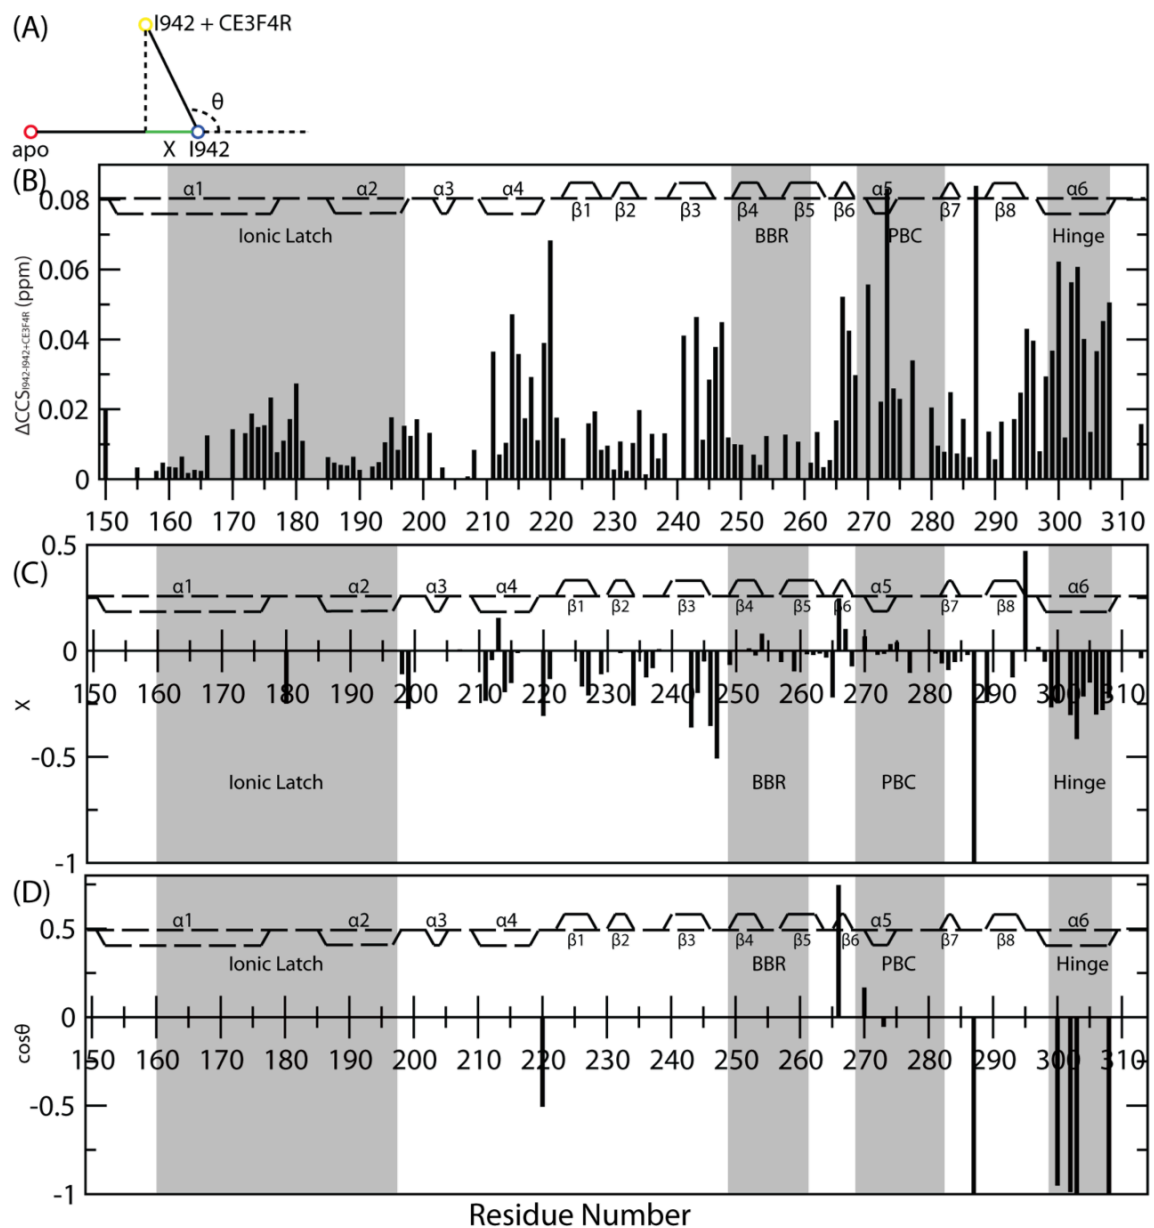 (A)
I942 + CE3F4R
θ
apo X I942
(B)
α1 α2 α3 α4 α5 α6
β1 β2 β3 β4 β5 β6 β7 β8
Ionic Latch BBR PBC Hinge
0.08
0.06
0.04
0.02
0
ΔCCS I942-I942+CE3F4R (ppm)
150 160 170 180 190 200 210 220 230 240 250 260 270 280 290 300 310
(C)
0.5
α1 α2 α3 α4 α5 α6
β1 β2 β3 β4 β5 β6 β7 β8
0
150 160 170 180 190 200 210 220 230 240 250 260 270 280 290 300 310
X
-0.5
Ionic Latch BBR PBC Hinge
-1
(D)
α1 α2 α3 α4 α5 α6
0.5
β1 β2 β3 β4 β5 β6 β7 β8
Ionic Latch BBR PBC Hinge
0
150 160 170 180 190 200 210 220 230 240 250 260 270 280 290 300 310
cosθ
-0.5
-1
Residue Number